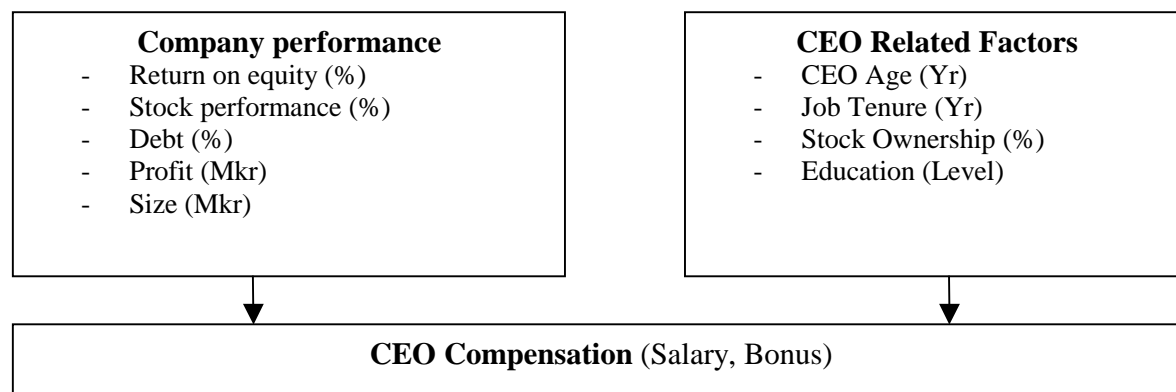 Company performance
- Return on equity (%)
- Stock performance (%)
- Debt (%)
- Profit (Mkr)
- Size (Mkr)
CEO Related Factors
- CEO Age (Yr)
- Job Tenure (Yr)
- Stock Ownership (%)
- Education (Level)
CEO Compensation (Salary, Bonus)